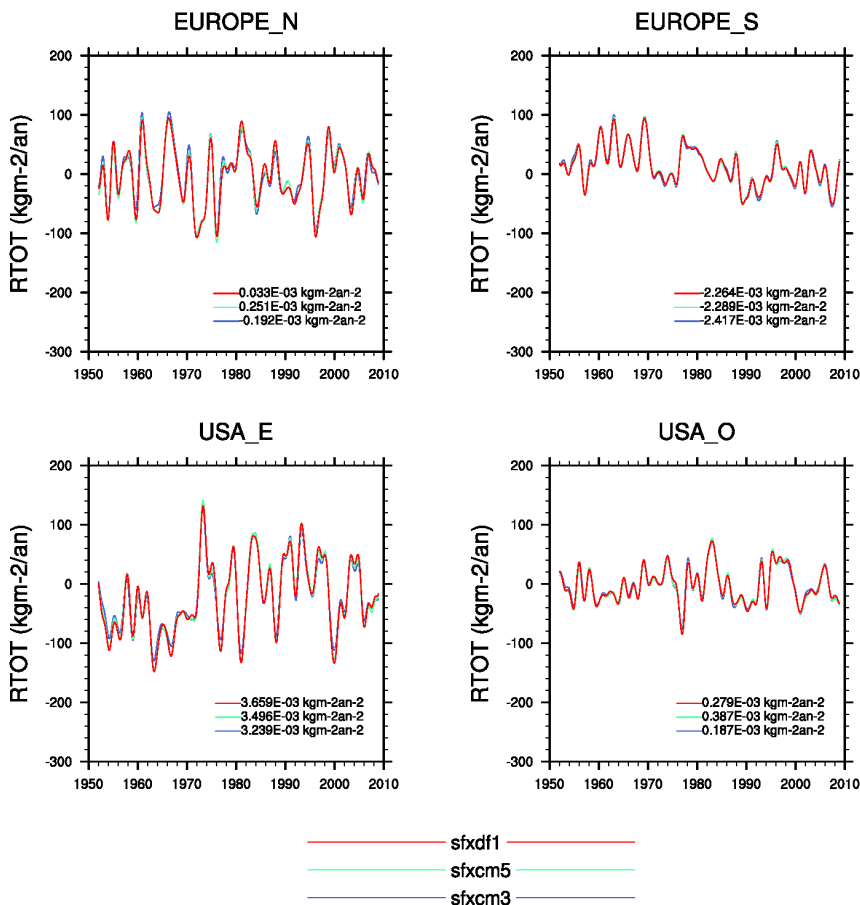 EUROPE_N
EUROPE_S
200
100
0
-100
-200
-300
RTOT (kgm-2/an)
0.033E-03 kgm-2an-2
0.251E-03 kgm-2an-2
-0.192E-03 kgm-2an-2
1950 1960 1970 1980 1990 2000 2010
200
100
0
-100
-200
-300
RTOT (kgm-2/an)
-2.264E-03 kgm-2an-2
-2.289E-03 kgm-2an-2
-2.417E-03 kgm-2an-2
1950 1960 1970 1980 1990 2000 2010
USA_E
USA_O
200
100
0
-100
-200
-300
RTOT (kgm-2/an)
3.659E-03 kgm-2an-2
3.496E-03 kgm-2an-2
3.239E-03 kgm-2an-2
1950 1960 1970 1980 1990 2000 2010
200
100
0
-100
-200
-300
RTOT (kgm-2/an)
0.279E-03 kgm-2an-2
0.387E-03 kgm-2an-2
0.187E-03 kgm-2an-2
1950 1960 1970 1980 1990 2000 2010
sfxdf1
sfxcm5
sfxcm3